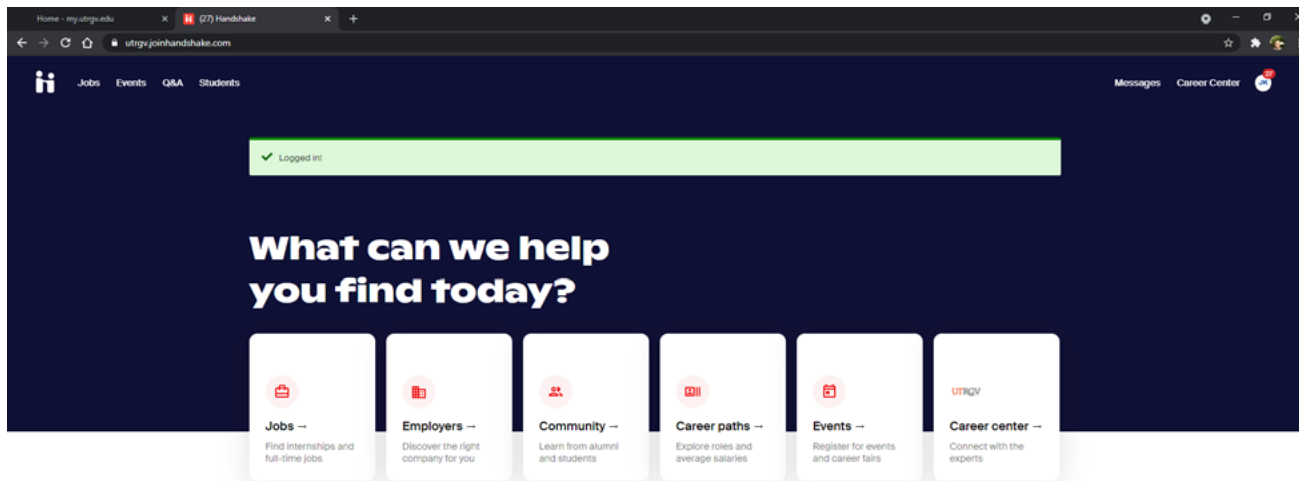 Home - my.utrgv.edu
(27) Handshake
utrgv.joinhandshake.com
Jobs Events Q&A Students
Messages Career Center
27
JK
Logged in!
What can we help
you find today?
Jobs →
Find internships and
full-time jobs
Employers →
Discover the right
company for you
Community →
Learn from alumni
and students
Career paths →
Explore roles and
average salaries
Events →
Register for events
and career fairs
UTRGV
Career center →
Connect with the
experts